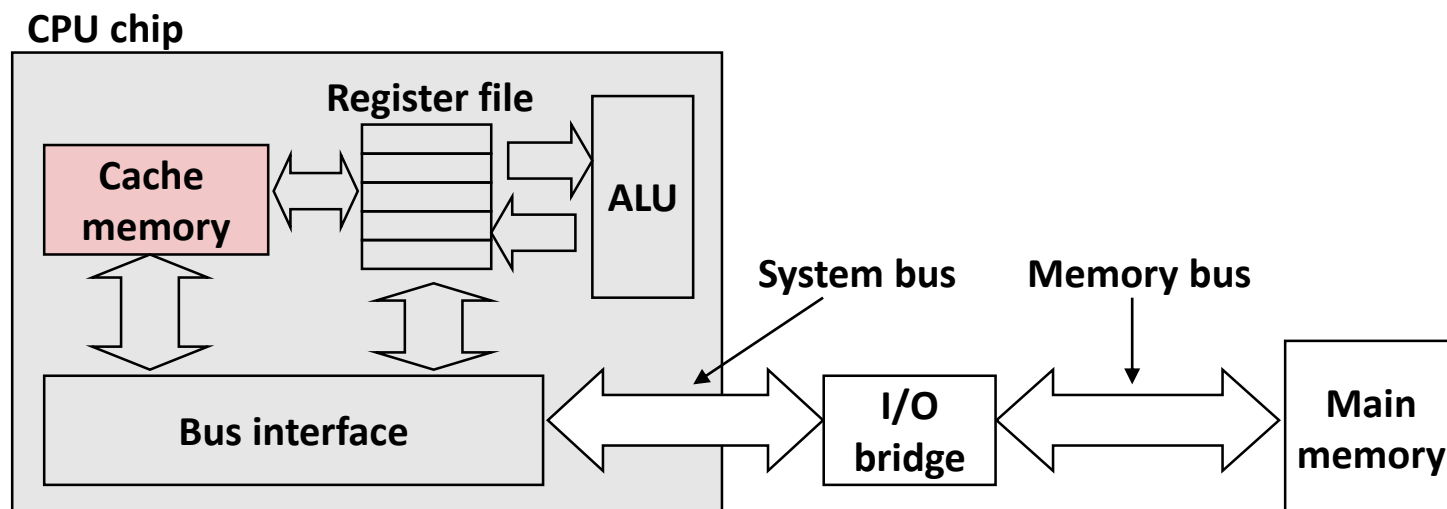 CPU chip
Register file
Cache
memory
ALU
System bus
Memory bus
Bus interface
I/O
bridge
Main
memory